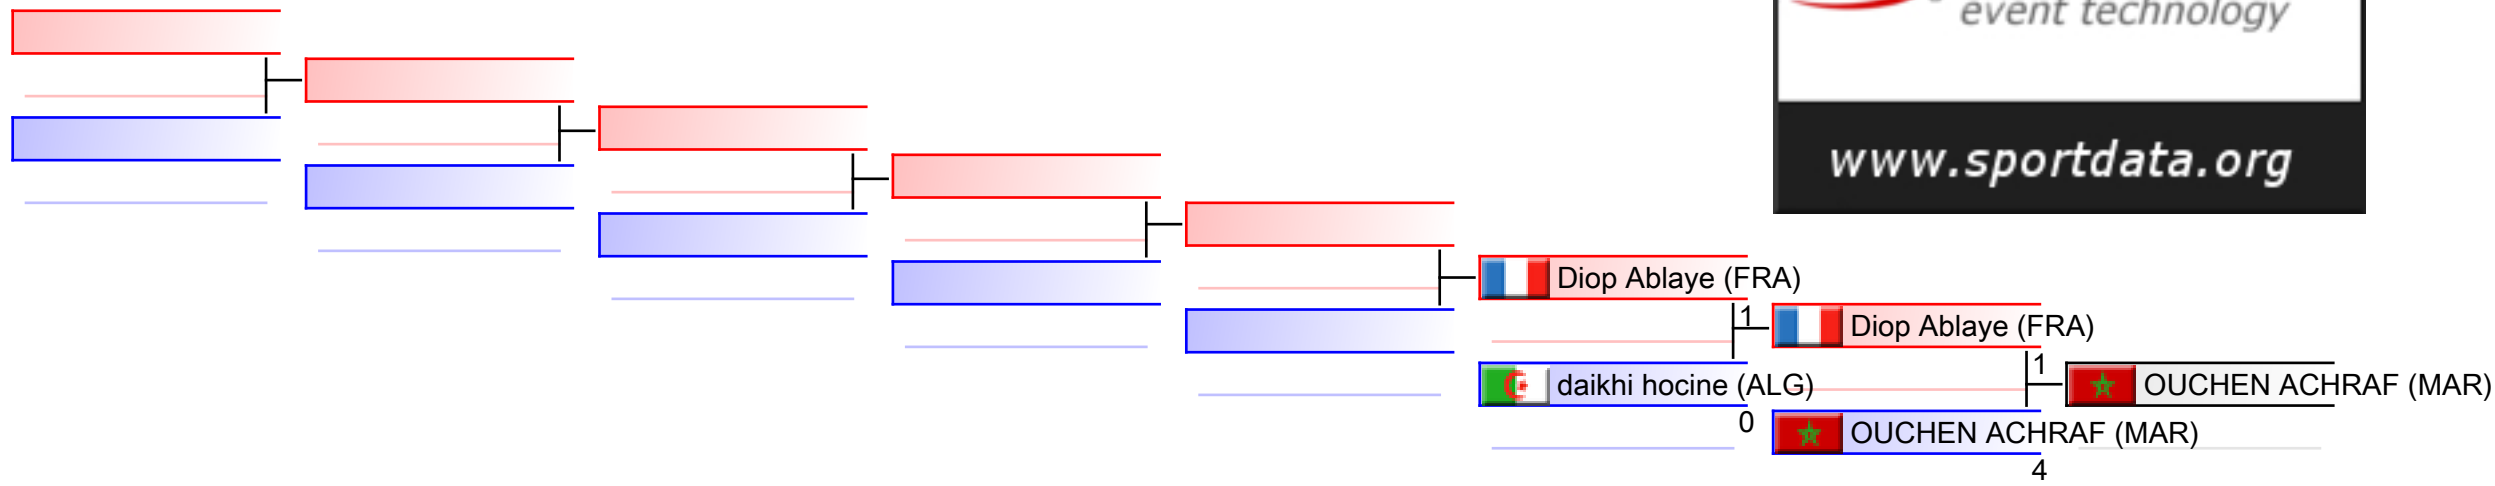 event technology
www.sportdata.org
Diop Ablaye (FRA)
1
Diop Ablaye (FRA)
1
daikhi hocine (ALG)
OUCHEN ACHRAF (MAR)
0
OUCHEN ACHRAF (MAR)
4